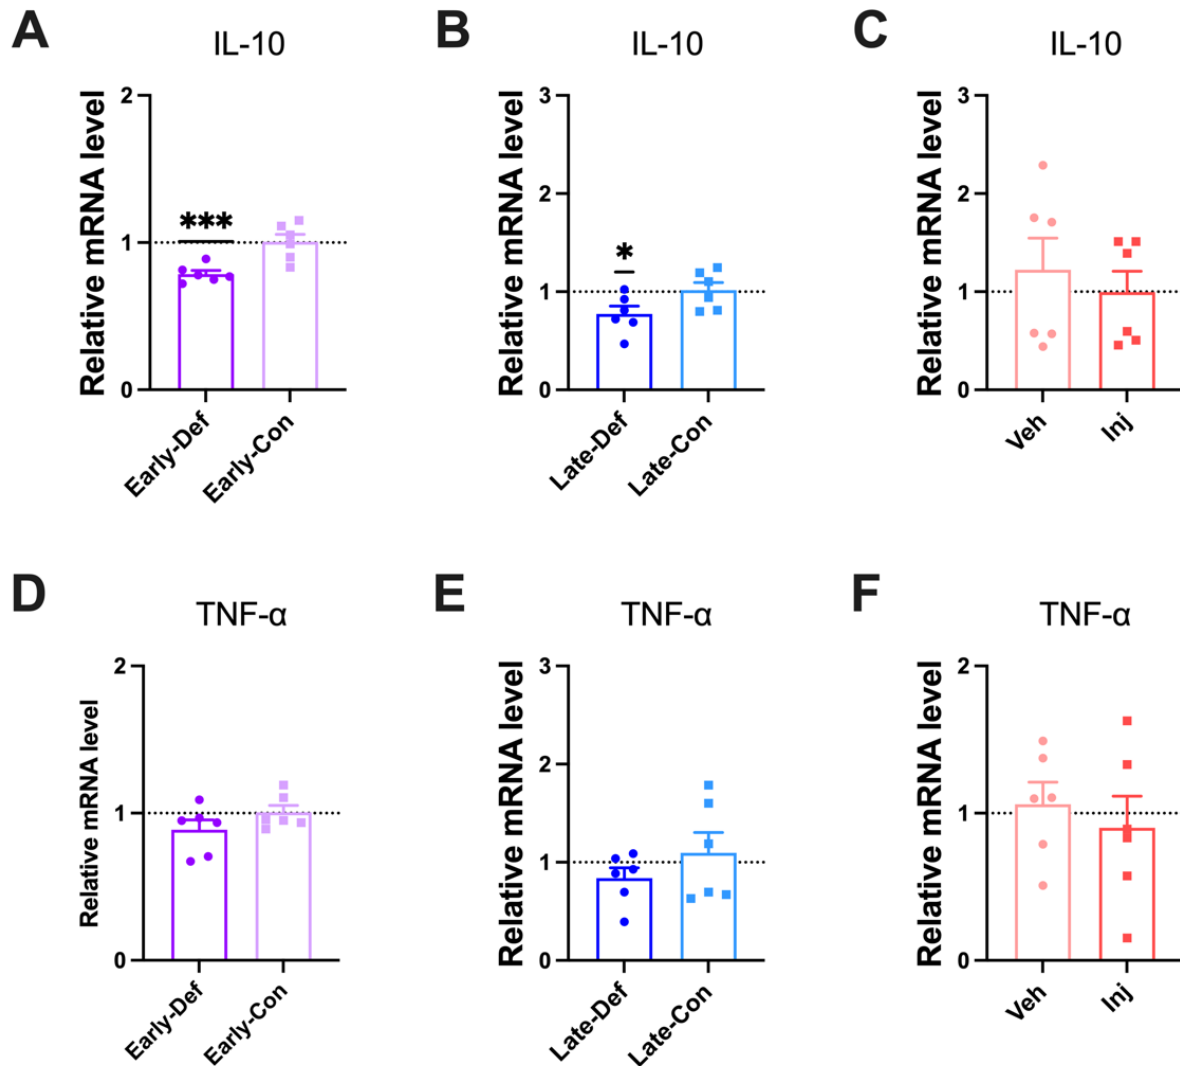 A
IL-10
Relative mRNA level
2
1
0
***
Early-Def
Early-Con
B
IL-10
Relative mRNA level
3
2
1
0
*
Late-Def
Late-Con
C
IL-10
Relative mRNA level
3
2
1
0
Veh
Inj
D
TNF-α
Relative mRNA level
2
1
0
Early-Def
Early-Con
E
TNF-α
Relative mRNA level
3
2
1
0
Late-Def
Late-Con
F
TNF-α
Relative mRNA level
2
1
0
Veh
Inj